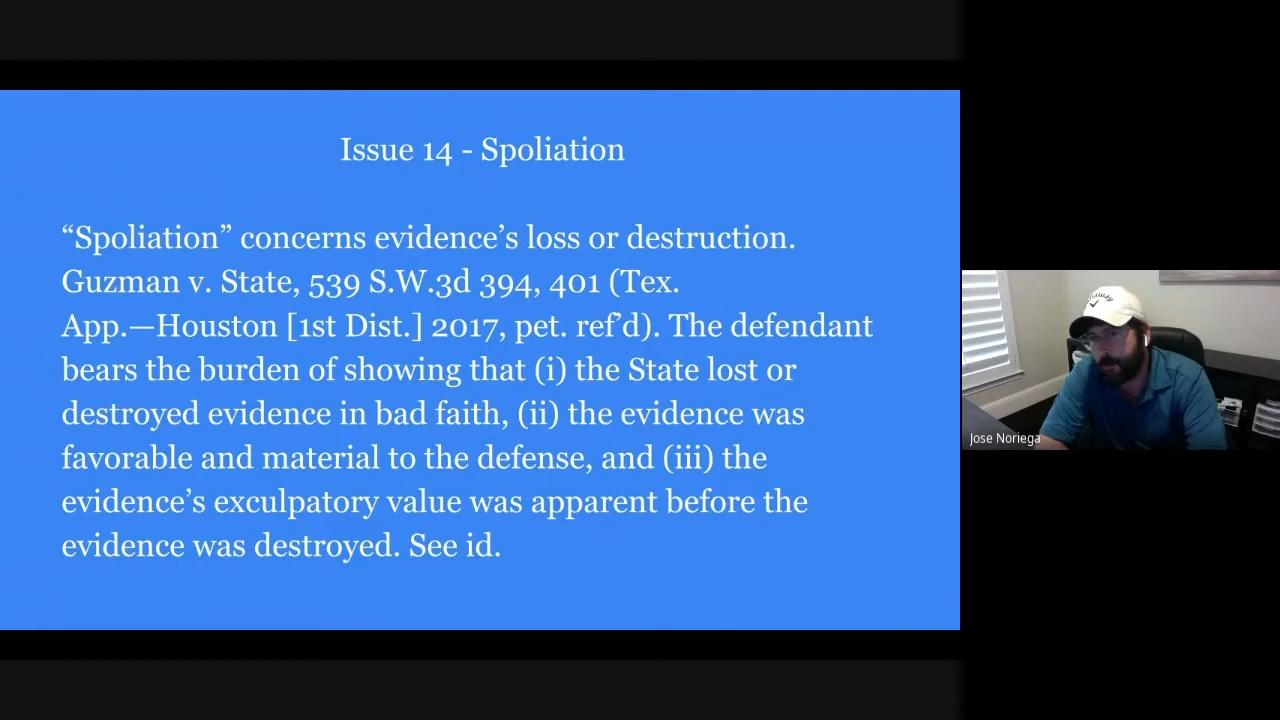 Issue 14 - Spoliation
“Spoliation” concerns evidence’s loss or destruction.
Guzman v. State, 539 S.W.3d 394, 401 (Tex.
App.—Houston [1st Dist.] 2017, pet. ref’d). The defendant
bears the burden of showing that (i) the State lost or
destroyed evidence in bad faith, (ii) the evidence was
favorable and material to the defense, and (iii) the
evidence’s exculpatory value was apparent before the
evidence was destroyed. See id.
Jose Noriega